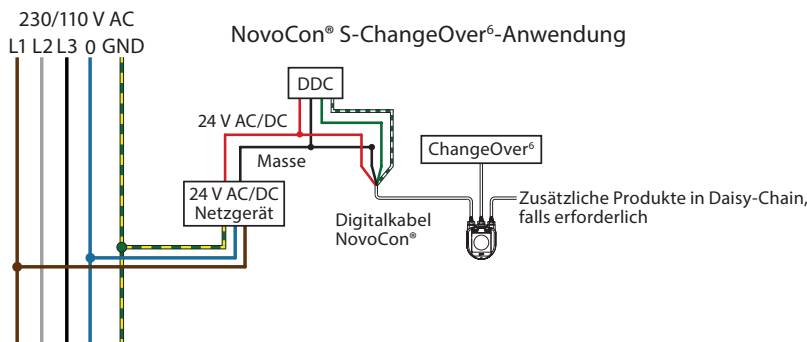 230/110 V AC
L1 L2 L3 0 GND
NovoCon® S-ChangeOver⁶-Anwendung
DDC
24 V AC/DC
Masse
24 V AC/DC
Netzgerät
Digitalkabel
NovoCon®
ChangeOver⁶
Zusätzliche Produkte in Daisy-Chain,
falls erforderlich